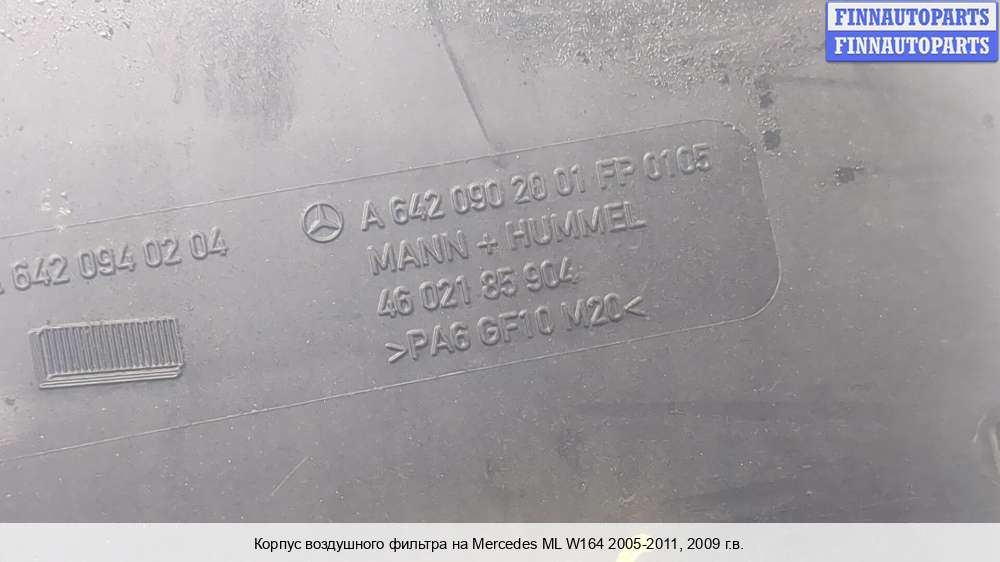 FINNAUTOPARTS
FINNAUTOPARTS
A 642 090 20 01 FP 0105
MANN + HUMMEL
46 021 85 904
>PA6 GF10 M20<
642 094 02 04
Корпус воздушного фильтра на Mercedes ML W164 2005-2011, 2009 г.в.